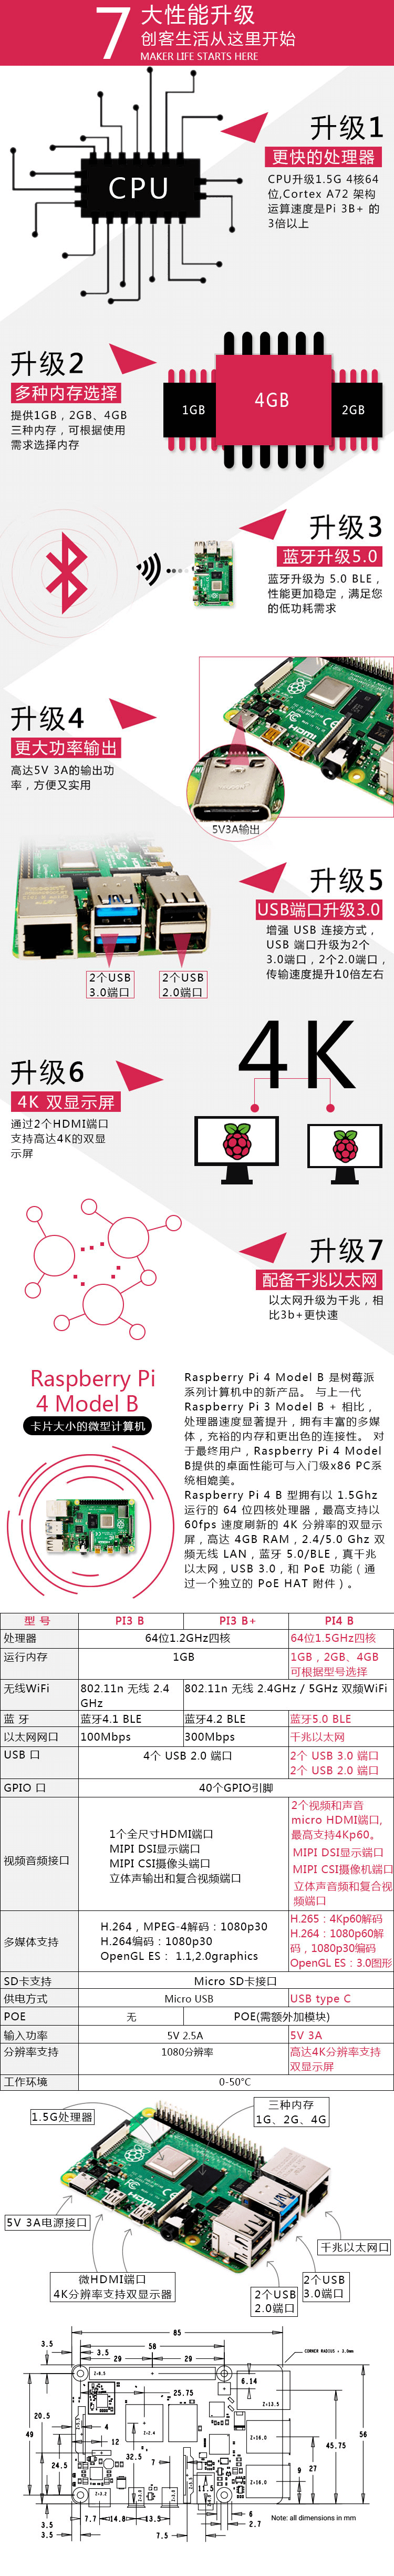 7
大性能升级
创客生活从这里开始
MAKER LIFE STARTS HERE
CPU
升级1
更快的处理器
CPU升级1.5G 4核64
位,Cortex A72 架构
运算速度是Pi 3B+ 的
3倍以上
升级2
多种内存选择
提供1GB，2GB、4GB
三种内存，可根据使用
需求选择内存
1GB
4GB
2GB
升级3
蓝牙升级5.0
蓝牙升级为 5.0 BLE，
性能更加稳定，满足您
的低功耗需求
升级4
更大功率输出
高达5V 3A的输出功
率，方便又实用
HDMI
5V3A输出
升级5
USB端口升级3.0
增强 USB 连接方式，
USB 端口升级为2个
3.0端口，2个2.0端口，
传输速度提升10倍左右
2个USB
3.0端口
2个USB
2.0端口
升级6
4K 双显示屏
通过2个HDMI端口
支持高达4K的双显
示屏
4K
升级7
配备千兆以太网
以太网升级为千兆，相
比3b+更快速
Raspberry Pi
4 Model B
卡片大小的微型计算机
Raspberry Pi 4 Model B 是树莓派
系列计算机中的新产品。 与上一代
Raspberry Pi 3 Model B + 相比，
处理器速度显著提升，拥有丰富的多媒
体，充裕的内存和更出色的连接性。 对
于最终用户，Raspberry Pi 4 Model
B提供的桌面性能可与入门级x86 PC系
统相媲美。
Raspberry Pi 4 B 型拥有以 1.5Ghz
运行的 64 位四核处理器，最高支持以
60fps 速度刷新的 4K 分辨率的双显示
屏，高达 4GB RAM，2.4/5.0 Ghz 双
频无线 LAN，蓝牙 5.0/BLE，真千兆
以太网，USB 3.0，和 PoE 功能（通
过一个独立的 PoE HAT 附件）。
型 号 PI3 B PI3 B+ PI4 B
处理器 64位1.2GHz四核 64位1.5GHz四核
运行内存 1GB 1GB，2GB、4GB
可根据型号选择
无线WiFi 802.11n 无线 2.4
GHz 802.11n 无线 2.4GHz / 5GHz 双频WiFi
蓝 牙 蓝牙4.1 BLE 蓝牙4.2 BLE 蓝牙5.0 BLE
以太网网口 100Mbps 300Mbps 千兆以太网
USB 口 4个 USB 2.0 端口 2个 USB 3.0 端口
2个 USB 2.0 端口
GPIO 口 40个GPIO引脚
视频音频接口
1个全尺寸HDMI端口
MIPI DSI显示端口
MIPI CSI摄像头端口
立体声输出和复合视频端口
2个视频和声音
micro HDMI端口,
最高支持4Kp60。
MIPI DSI显示端口
MIPI CSI摄像机端口
立体声音频和复合视
频端口
多媒体支持
H.264，MPEG-4解码：1080p30
H.264编码：1080p30
OpenGL ES： 1.1,2.0graphics
H.265：4Kp60解码
H.264：1080p60解
码，1080p30编码
OpenGL ES：3.0图形
SD卡支持 Micro SD卡接口
供电方式 Micro USB USB type C
POE 无 POE(需额外加模块)
输入功率 5V 2.5A 5V 3A
分辨率支持 1080分辨率 高达4K分辨率支持
双显示屏
工作环境 0-50°C
1.5G处理器
三种内存
1G、2G、4G
5V 3A电源接口
千兆以太网口
微HDMI端口
4K分辨率支持双显示器
2个USB
2.0端口
2个USB
3.0端口
85
3.5
58
3.5
29
29
CORNER RADIUS = 3.0mm
6.14
25.75
Z=13.5
20.5
4
49
12
Z=16.0
45.75
56
24.5
32.5
7
9
27
Z=16.0
11.5
3.5
7.7
14.8
13.5
6
2.7
3.5
7.5
Note: all dimensions in mm